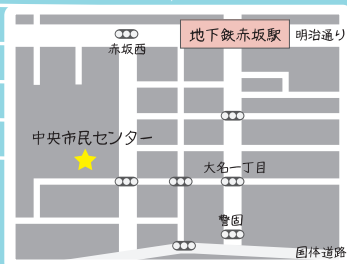 地下鉄赤坂駅
明治通り
赤坂西
中央市民センター
大名一丁目
警固
国体道路